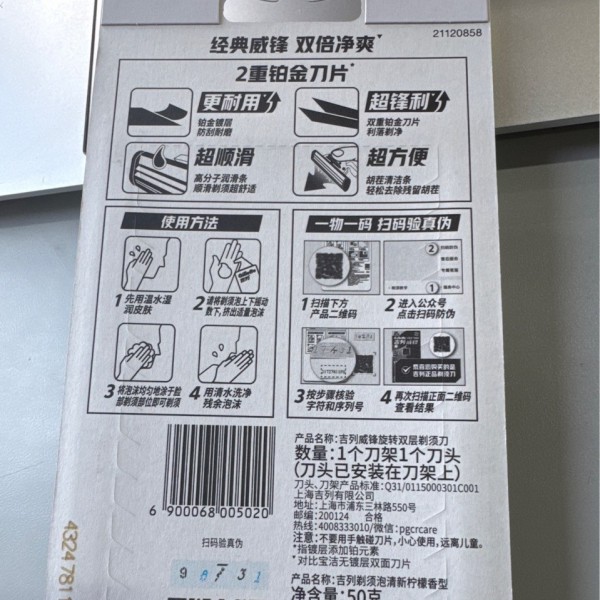 21120858
经典威锋 双倍净爽
2重铂金刀片*
更耐用
铂金镀层
防刮耐磨
超锋利
双重铂金刀片
利落剃净
超顺滑
高分子润滑条
顺滑剃须超舒适
超方便
胡茬清洁条
轻松去除残留胡茬
使用方法
1 先用温水湿
润皮肤
2 请将剃须泡上下摇动
数下,挤出适量泡沫
3 将泡沫均匀地涂于脸
部剃须部位即可剃须
4 用清水洗净
残余泡沫
一物一码 扫码验真伪
1 扫描下方
产品二维码
2 进入公众号
点击扫码防伪
3 按步骤核验
字符和序列号
4 再次扫描正面二维码
查看结果
6 900068 005020
扫码验真伪
9 8 7 3 1
4324781
产品名称:吉列威锋旋转双层剃须刀
数量:1个刀架1个刀头
(刀头已安装在刀架上)
刀头、刀架产品标准:Q31/0115000301C001
上海吉列有限公司
地址:上海市浦东三林路550号
邮编:200124 合格
热线:4008333010/微信:pgcrcare
注意:不要用手触碰刀片,小心使用,远离儿童。
*指镀层添加铂元素
*对比宝洁无镀层双面刀片
产品名称:吉列剃须泡清新柠檬香型
净含量:50克